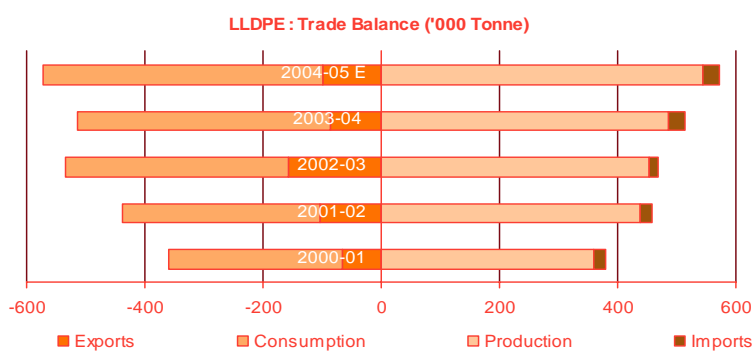 LLDPE : Trade Balance ('000 Tonne)
2004-05 E
2003-04
2002-03
2001-02
2000-01
-600 -400 -200 0 200 400 600
Exports Consumption Production Imports